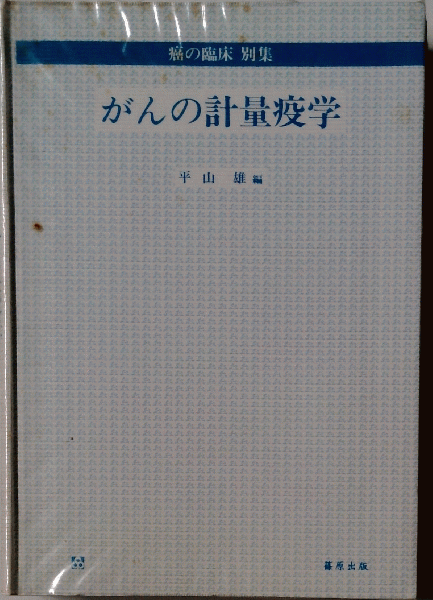 癌の臨床 別集
がんの計量疫学
平山 雄 編
篠原出版